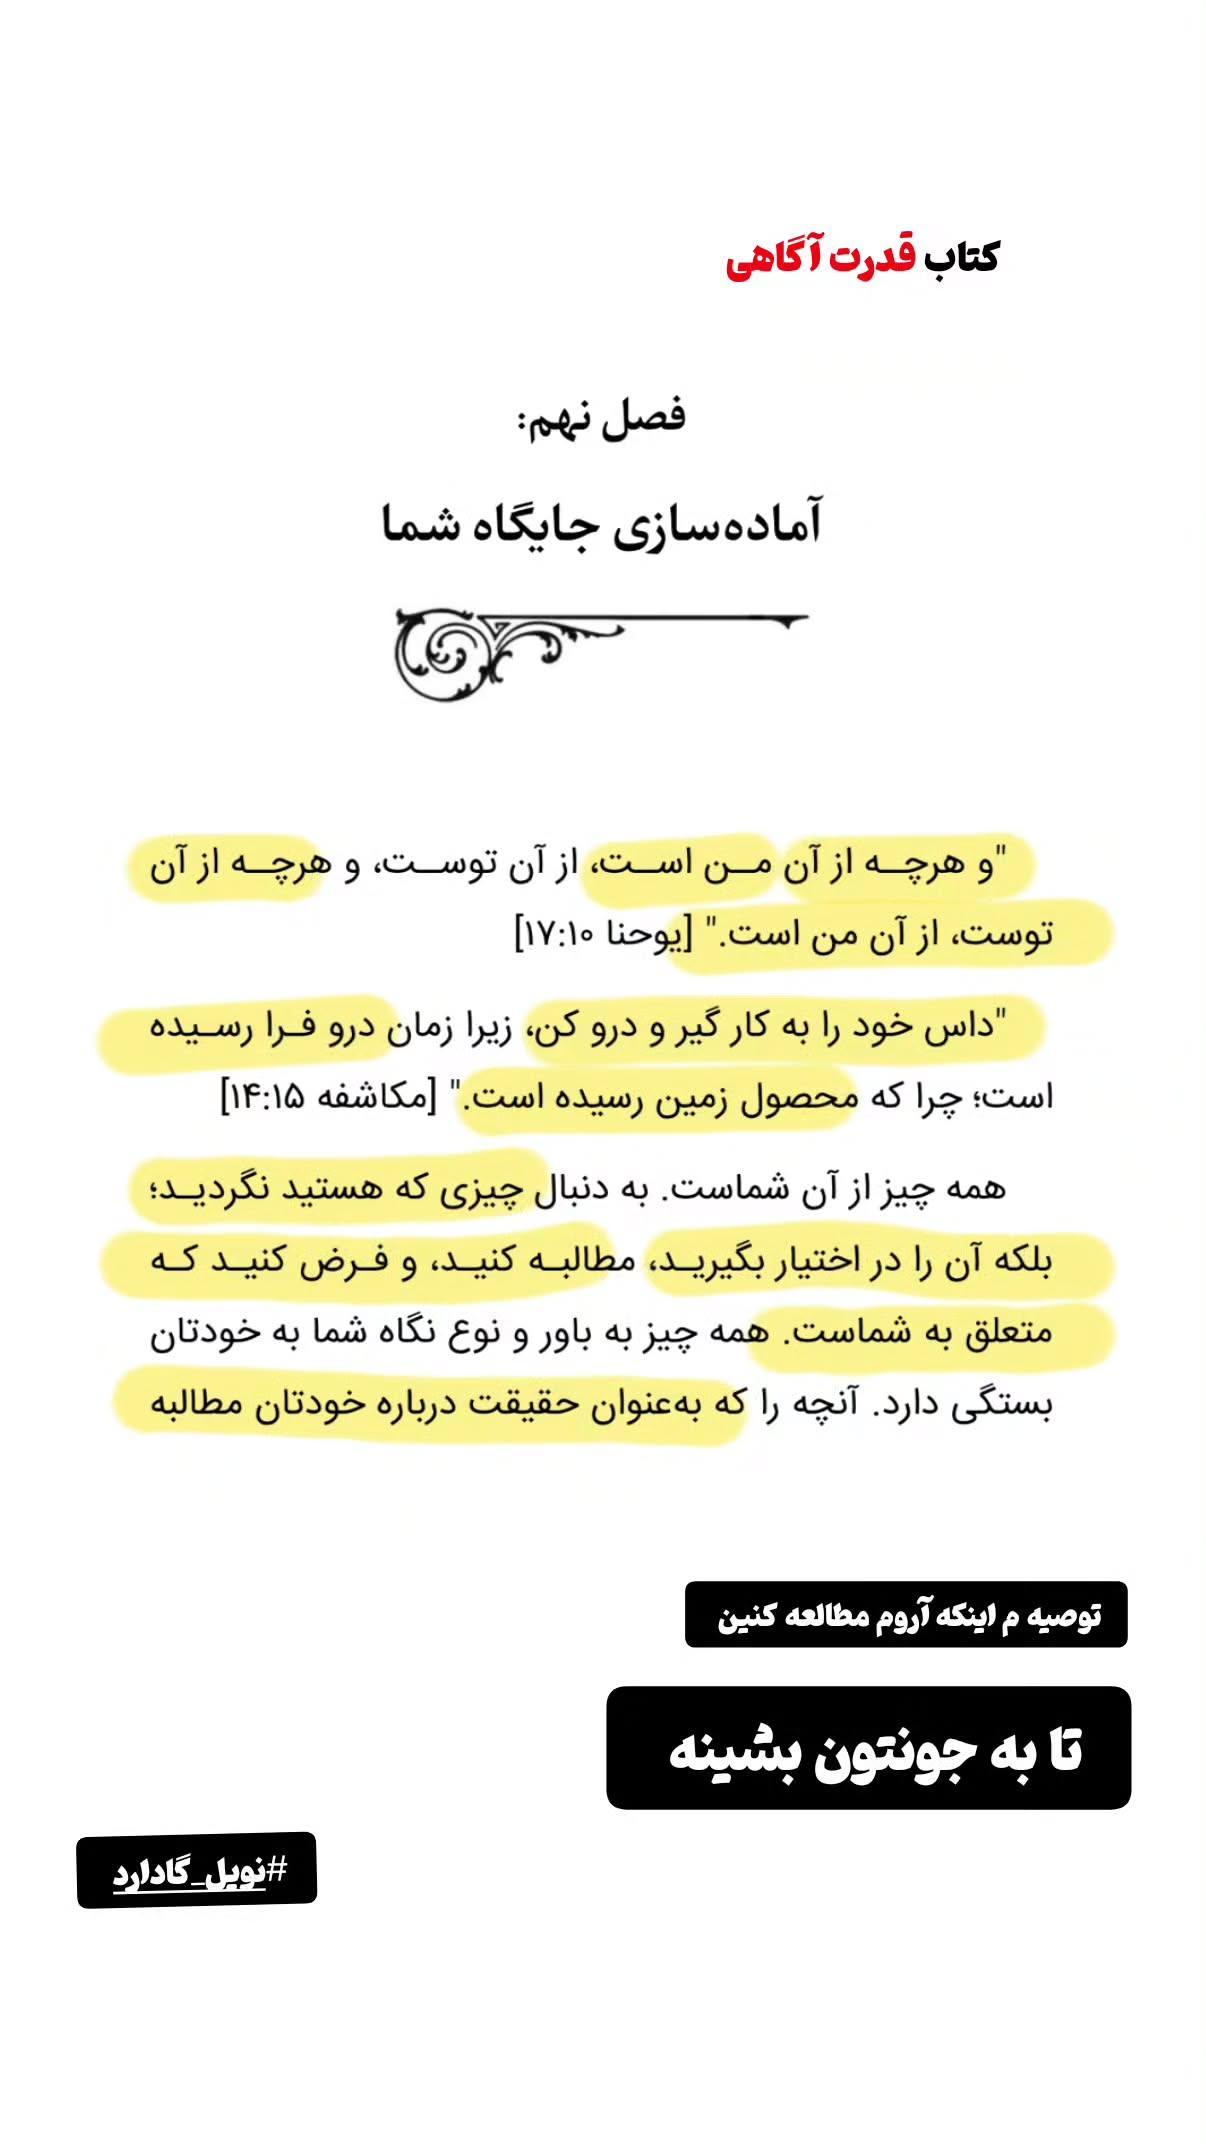 کتاب قدرت آگاهی
فصل نهم:
آماده‌سازی جایگاه شما
"و هرچه از آن من است، از آن توست، و هرچه از آن
توست، از آن من است." [یوحنا ۱۷:۱۰]
"داس خود را به کار گیر و درو کن، زیرا زمان درو فرا رسیده
است؛ چرا که محصول زمین رسیده است." [مکاشفه ۱۴:۱۵]
همه چیز از آن شماست. به دنبال چیزی که هستید نگردید؛
بلکه آن را در اختیار بگیرید، مطالبه کنید، و فرض کنید که
متعلق به شماست. همه چیز به باور و نوع نگاه شما به خودتان
بستگی دارد. آنچه را که به‌عنوان حقیقت درباره خودتان مطالبه
توصیه م اینکه آروم مطالعه کنین
تا به جونتون بشینه
#نویل_گادارد